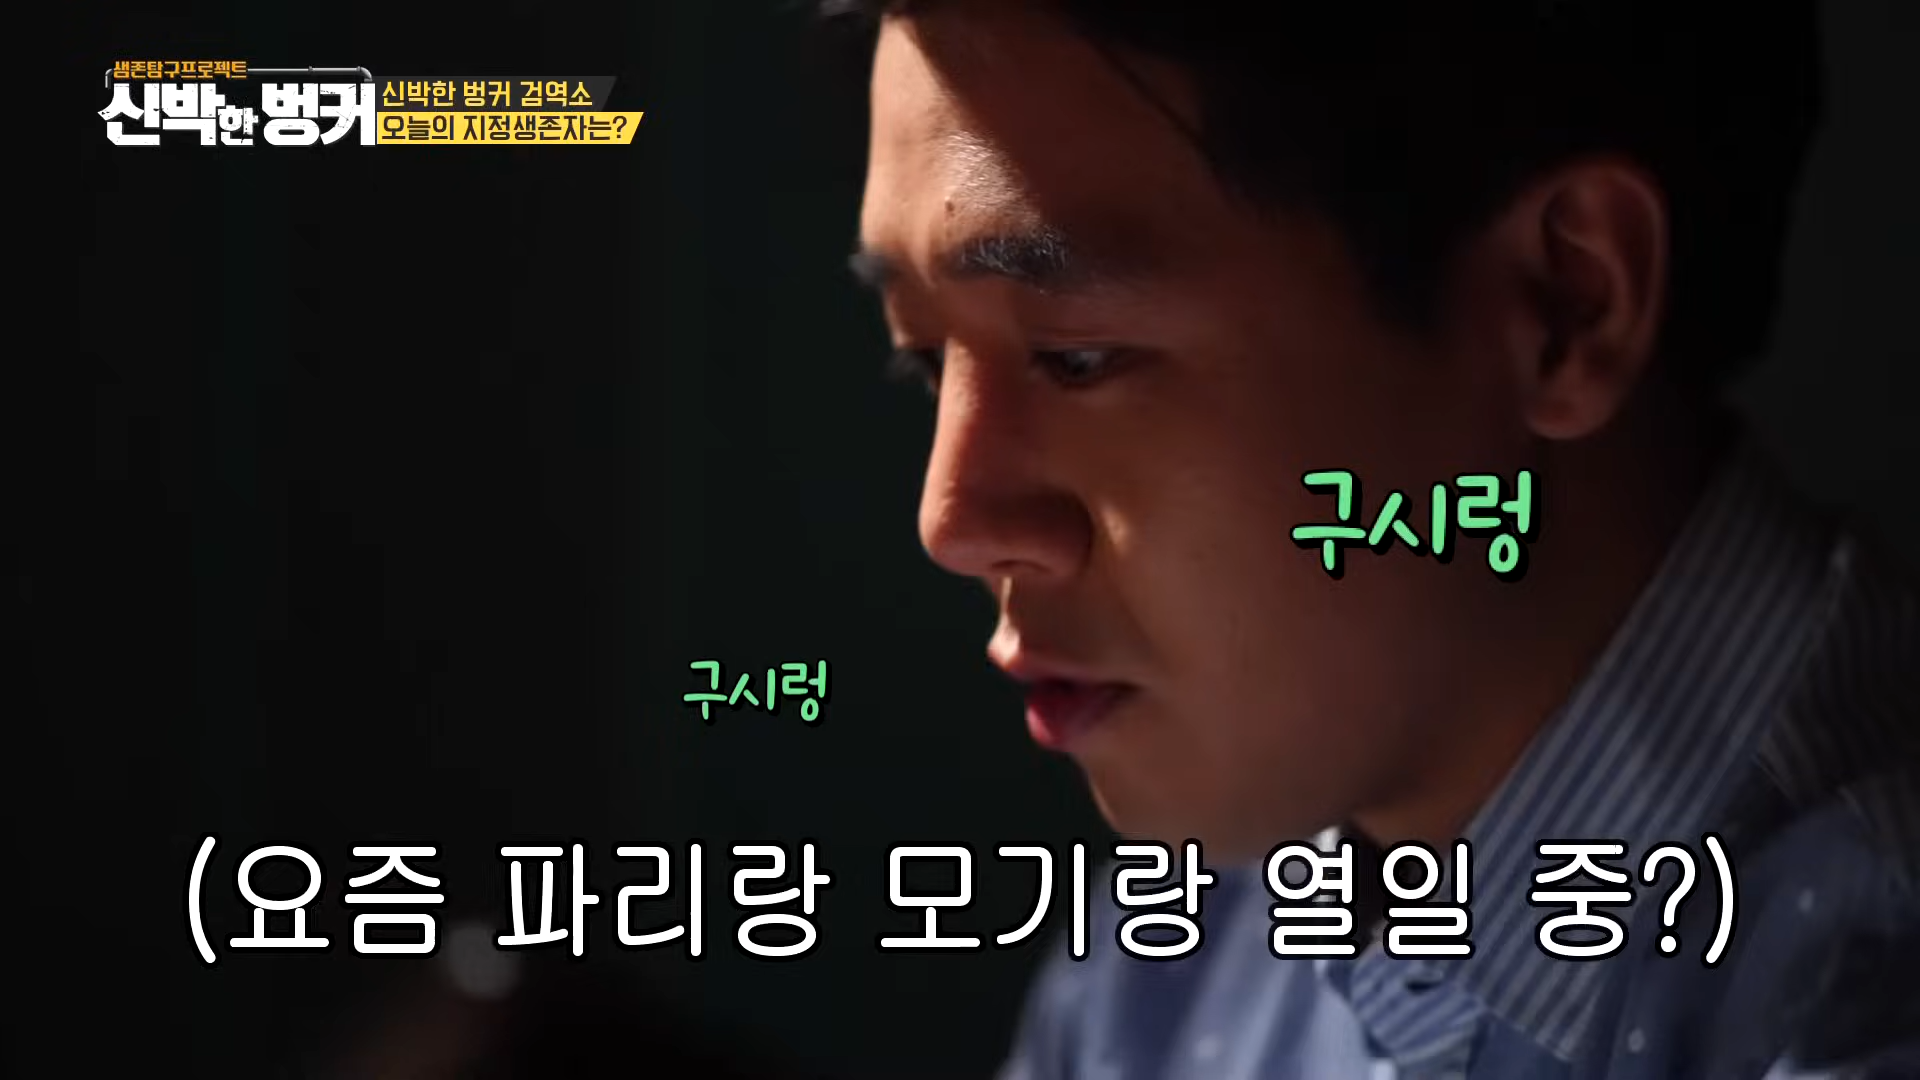 생존탐구프로젝트
신박한 벙커
신박한 벙커 검역소
오늘의 지정생존자는?
구시렁
구시렁
(요즘 파리랑 모기랑 열일 중?)